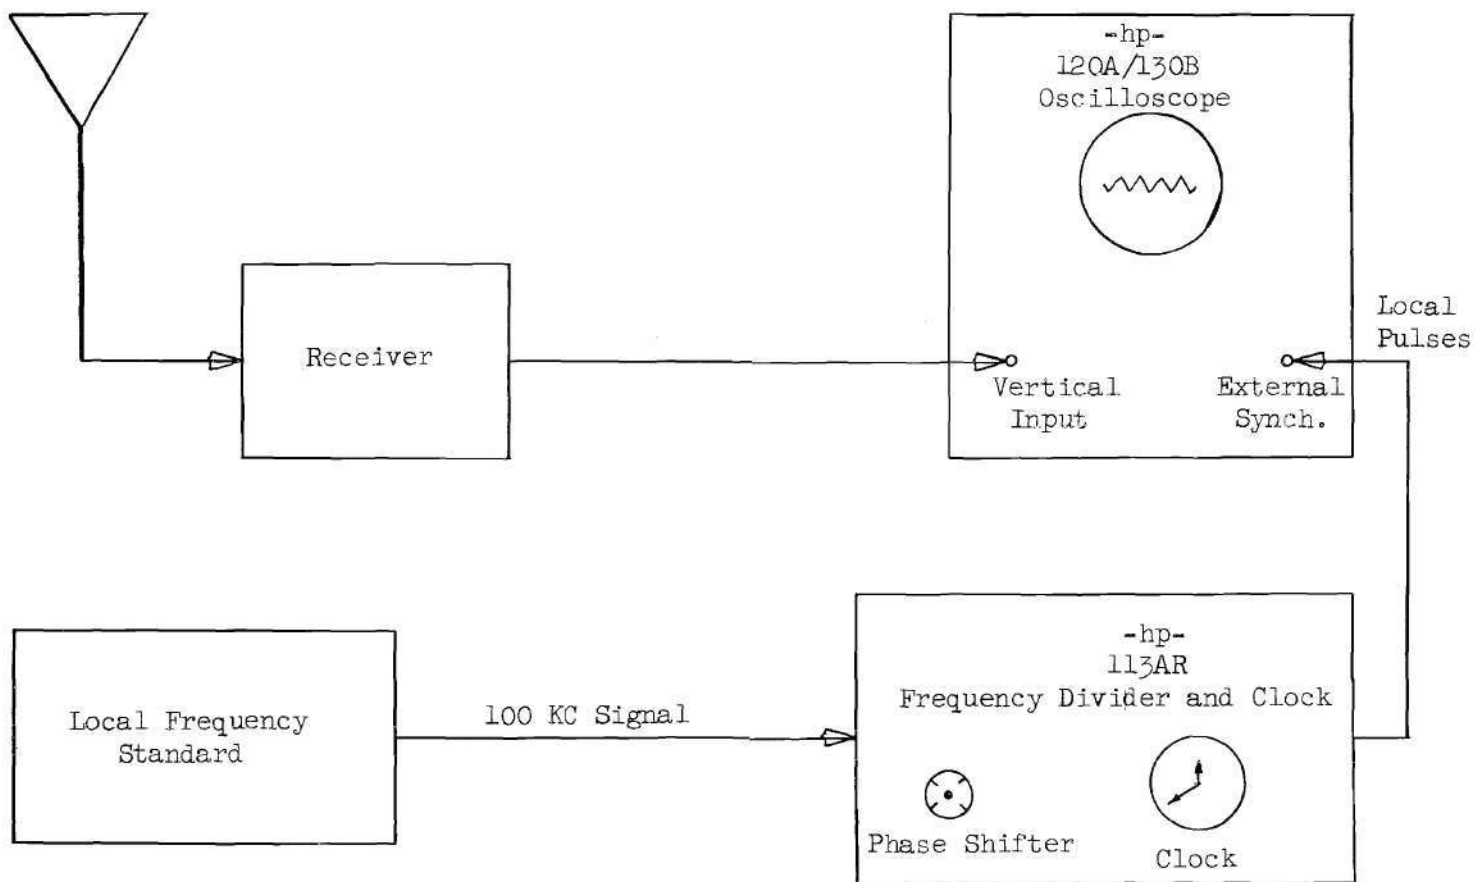 -hp-
120A/130B
Oscilloscope
Local
Pulses
Receiver
Vertical
Input
External
Synch.
-hp-
113AR
Frequency Divider and Clock
Local Frequency
Standard
100 KC Signal
Phase Shifter
Clock